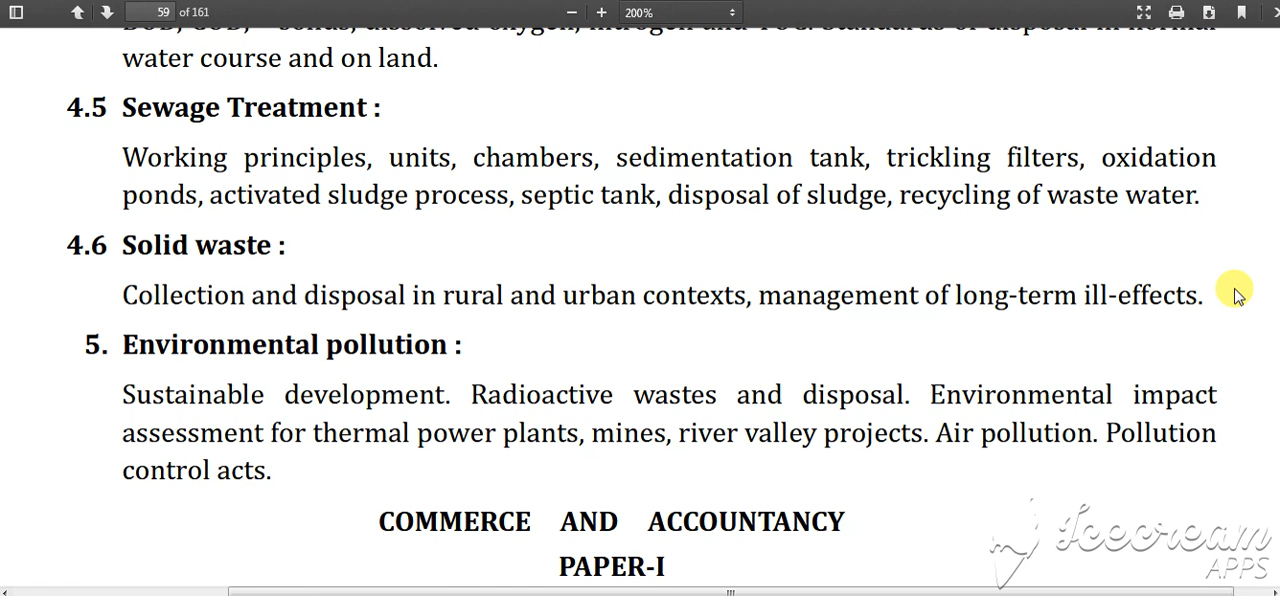 59 of 161
200%
water course and on land.
4.5 Sewage Treatment :
Working principles, units, chambers, sedimentation tank, trickling filters, oxidation
ponds, activated sludge process, septic tank, disposal of sludge, recycling of waste water.
4.6 Solid waste :
Collection and disposal in rural and urban contexts, management of long-term ill-effects.
5. Environmental pollution :
Sustainable development. Radioactive wastes and disposal. Environmental impact
assessment for thermal power plants, mines, river valley projects. Air pollution. Pollution
control acts.
COMMERCE AND ACCOUNTANCY
PAPER-I
Icecream
APPS